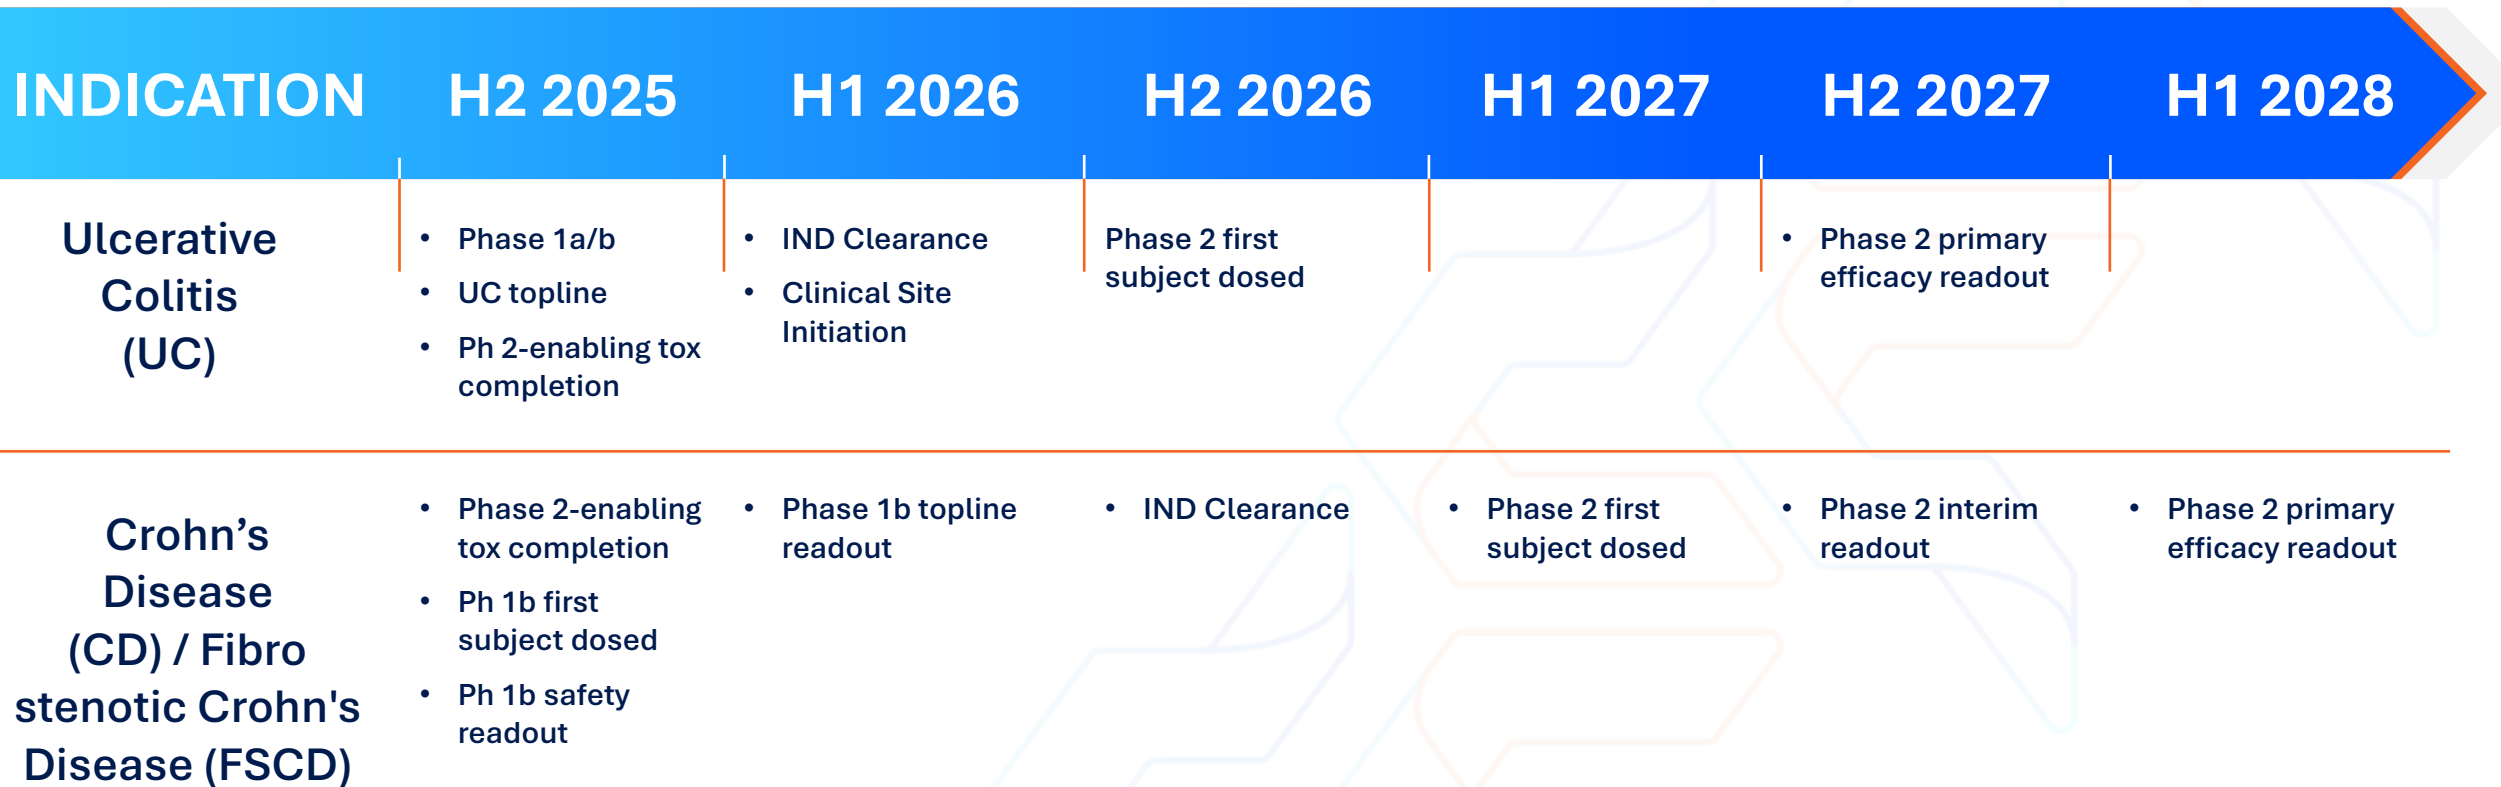 INDICATION H2 2025 H1 2026 H2 2026 H1 2027 H2 2027 H1 2028
Ulcerative
Colitis
(UC)
• Phase 1a/b
• UC topline
• Ph 2-enabling tox
completion
• IND Clearance
• Clinical Site
Initiation
Phase 2 first
subject dosed
• Phase 2 primary
efficacy readout
Crohn’s
Disease
(CD) / Fibro
stenotic Crohn's
Disease (FSCD)
• Phase 2-enabling
tox completion
• Ph 1b first
subject dosed
• Ph 1b safety
readout
• Phase 1b topline
readout
• IND Clearance
• Phase 2 first
subject dosed
• Phase 2 interim
readout
• Phase 2 primary
efficacy readout